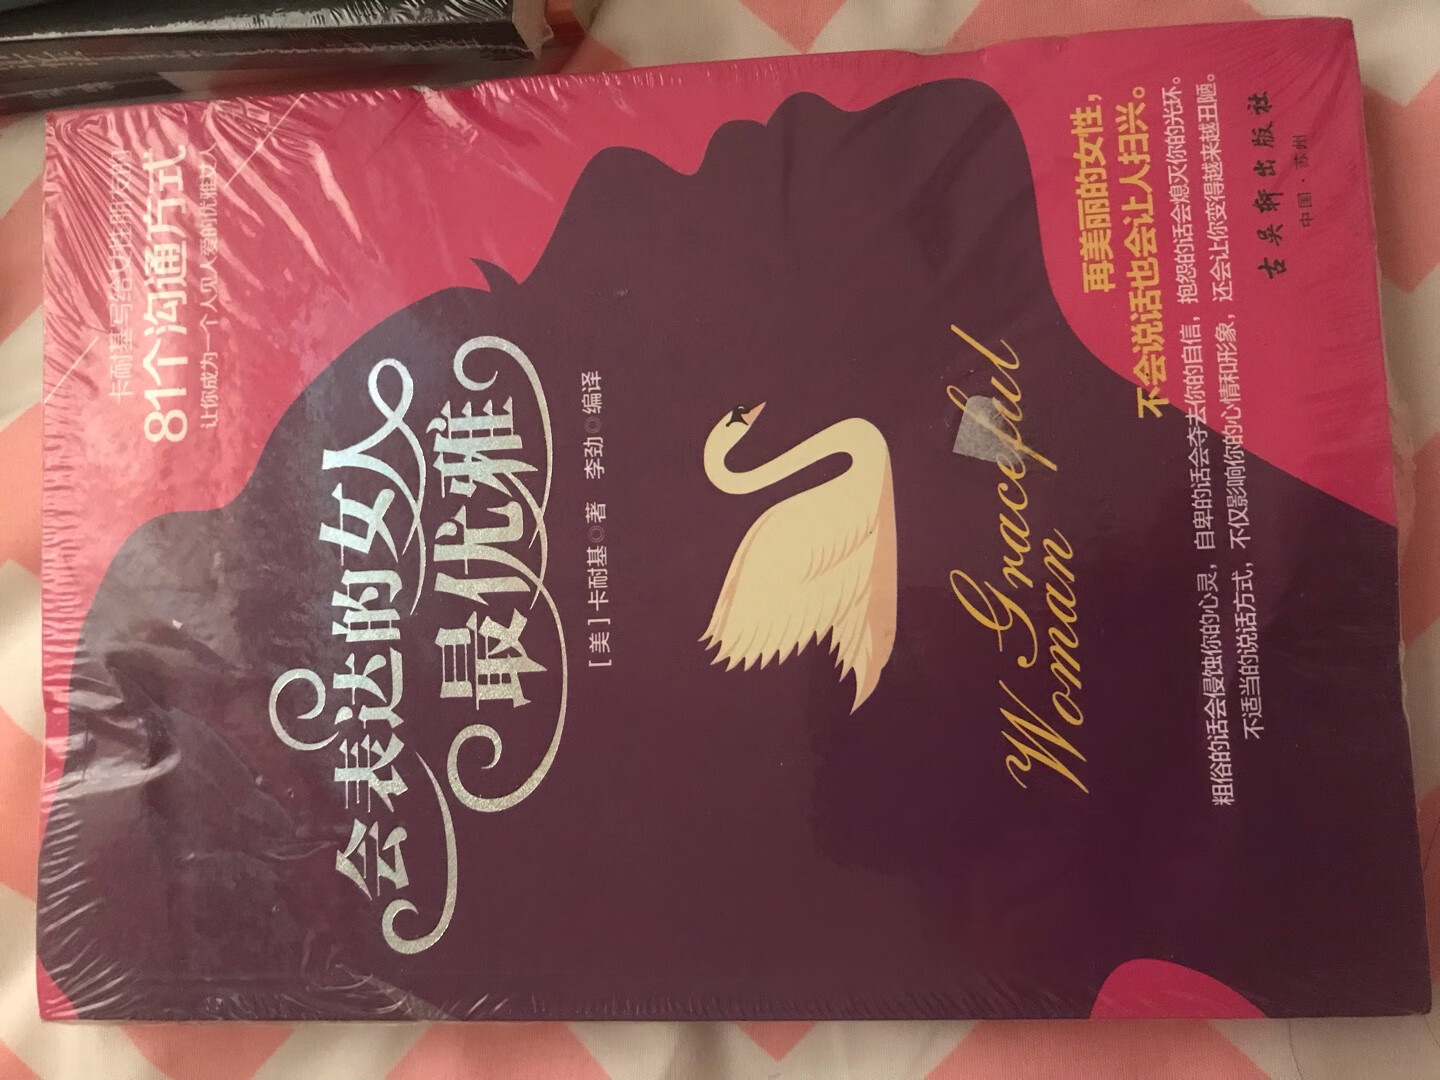 卡耐基写给女性朋友的
81个沟通方式
让你成为一个人见人爱的优雅女人
会表达的女人
最优雅
[美]卡耐基◎著 李劲◎编译
Graceful
Woman
再美丽的女性，
不会说话也会让人扫兴。
粗俗的话会侵蚀你的心灵，自卑的话会夺去你的自信，抱怨的话会熄灭你的光环。
不适当的说话方式，不仅影响你的心情和形象，还会让你变得越来越丑陋。
古吴轩出版社
中国·苏州